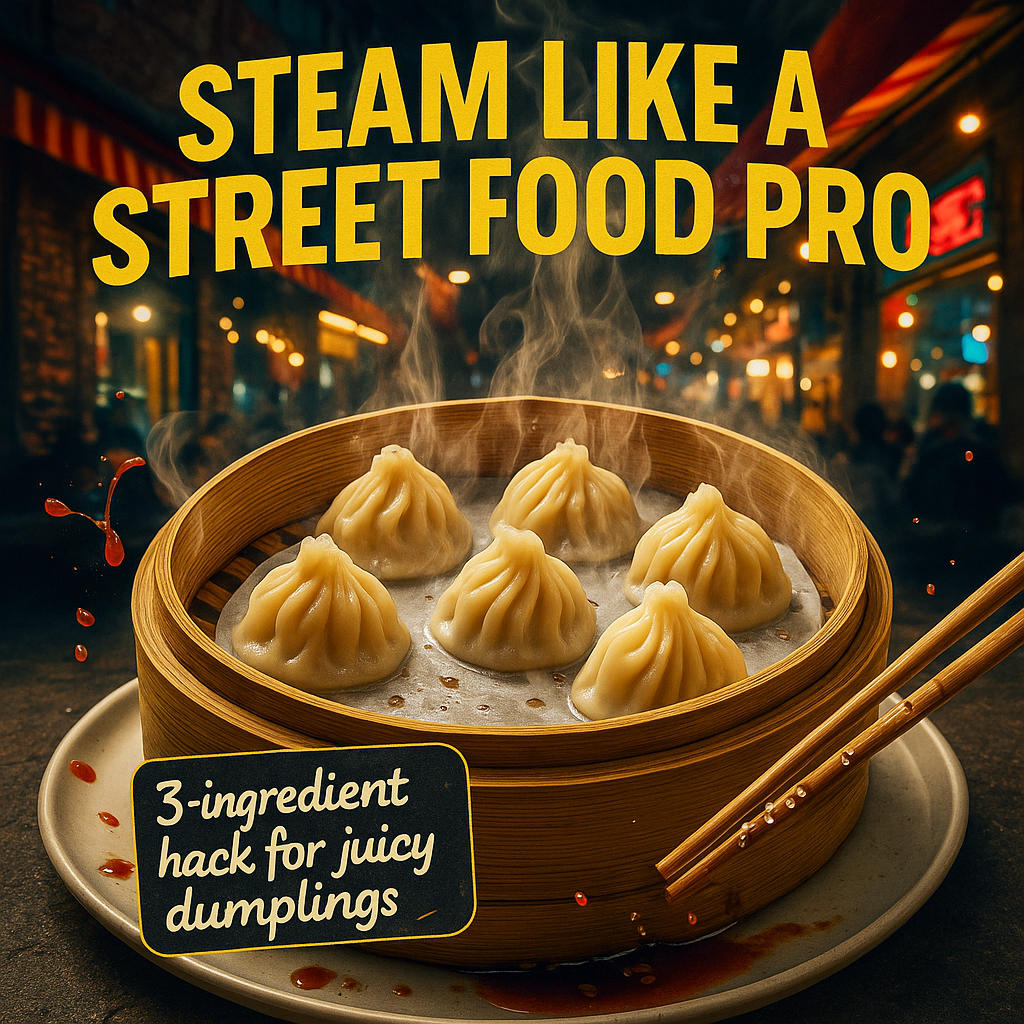 STEAM LIKE A
STREET FOOD PRO
3-ingredient
hack for juicy
dumplings